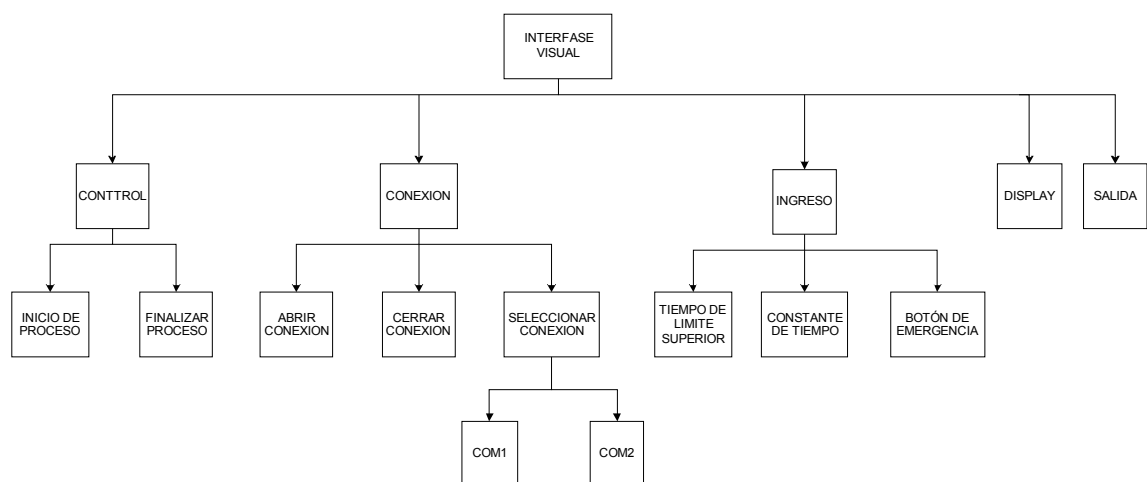 INTERFASE
VISUAL
CONTTROL
CONEXION
INGRESO
DISPLAY
SALIDA
INICIO DE
PROCESO
FINALIZAR
PROCESO
ABRIR
CONEXION
CERRAR
CONEXION
SELECCIONAR
CONEXION
TIEMPO DE
LIMITE
SUPERIOR
CONSTANTE
DE TIEMPO
BOTÓN DE
EMERGENCIA
COM1
COM2